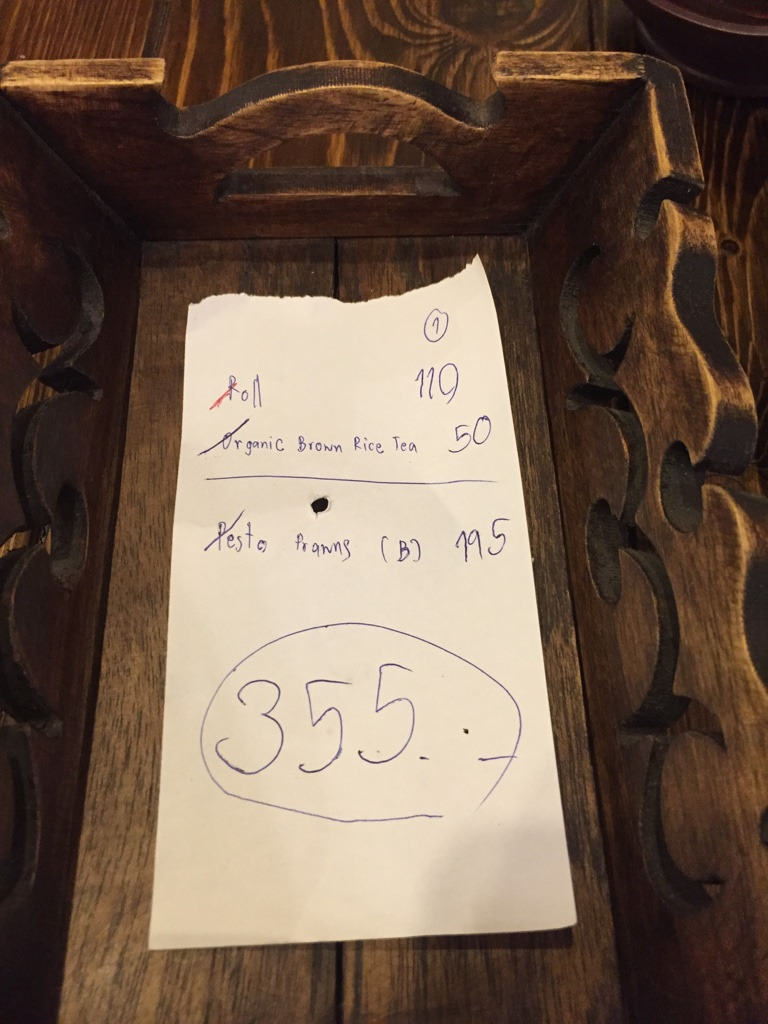 1
Roll 110
Organic Brown Rice Tea 50
Pesto Prawns (B) 195
355.-